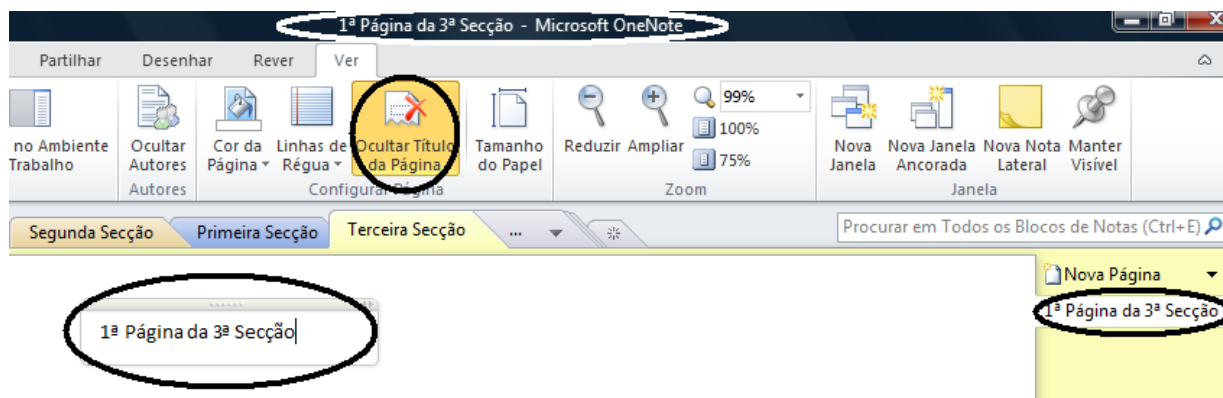 1ª Página da 3ª Secção - Microsoft OneNote
Partilhar Desenhar Rever Ver
no Ambiente Trabalho
Ocultar Autores
Cor da Página
Linhas de Régua
Ocultar Título da Página
Tamanho do Papel
Reduzir
Ampliar
99%
100%
75%
Nova Janela
Nova Janela Ancorada
Nova Nota Lateral
Manter Visível
Autores Configurar Página Zoom Janela
Segunda Secção Primeira Secção Terceira Secção ... Procurar em Todos os Blocos de Notas (Ctrl+E)
Nova Página
1ª Página da 3ª Secção
1ª Página da 3ª Secção